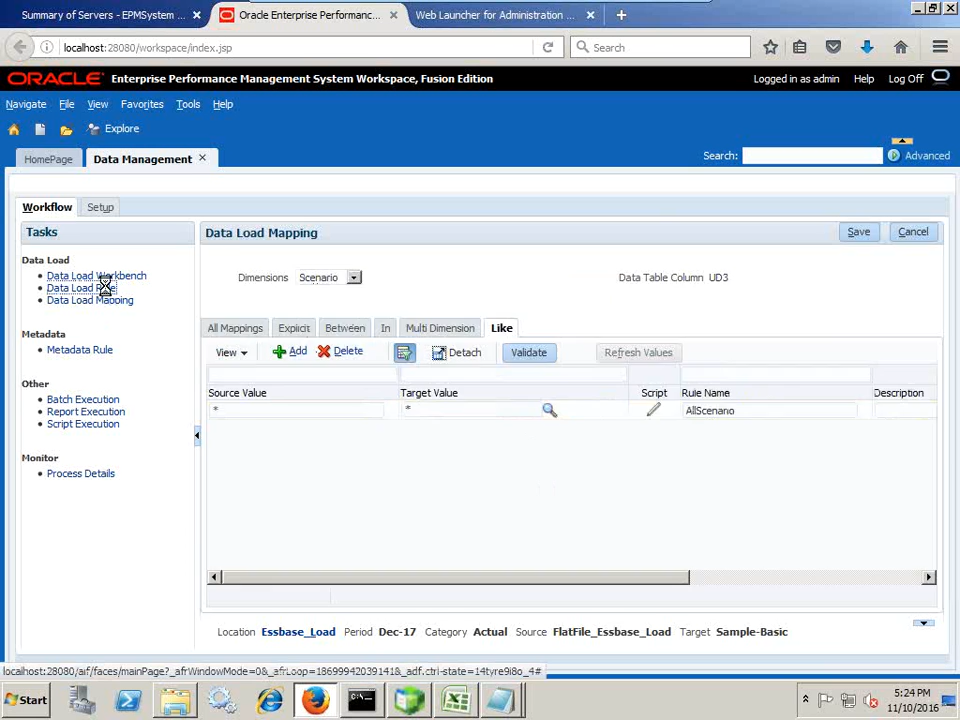 Summary of Servers - EPMSystem ...
Oracle Enterprise Performanc...
Web Launcher for Administration ...
localhost:28080/workspace/index.jsp
Search
ORACLE Enterprise Performance Management System Workspace, Fusion Edition
Logged in as admin Help Log Off
Navigate File View Favorites Tools Help
Explore
HomePage Data Management
Search: Advanced
Workflow Setup
Tasks
Data Load Mapping
Save Cancel
Data Load
Data Load Workbench
Data Load
Data Load Mapping
Dimensions Scenario
Data Table Column UD3
All Mappings Explicit Between In Multi Dimension Like
Metadata
Metadata Rule
View Add Delete Detach Validate Refresh Values
Source Value Target Value Script Rule Name Description
* * AllScenario
Other
Batch Execution
Report Execution
Script Execution
Monitor
Process Details
Location Essbase_Load Period Dec-17 Category Actual Source FlatFile_Essbase_Load Target Sample-Basic
localhost:28080/aif/faces/mainPage?_afrWindowMode=0&_afrLoop=18699942039141&_adf.ctrl-state=14tyre9i8o_4#
Start
5:24 PM
11/10/2016